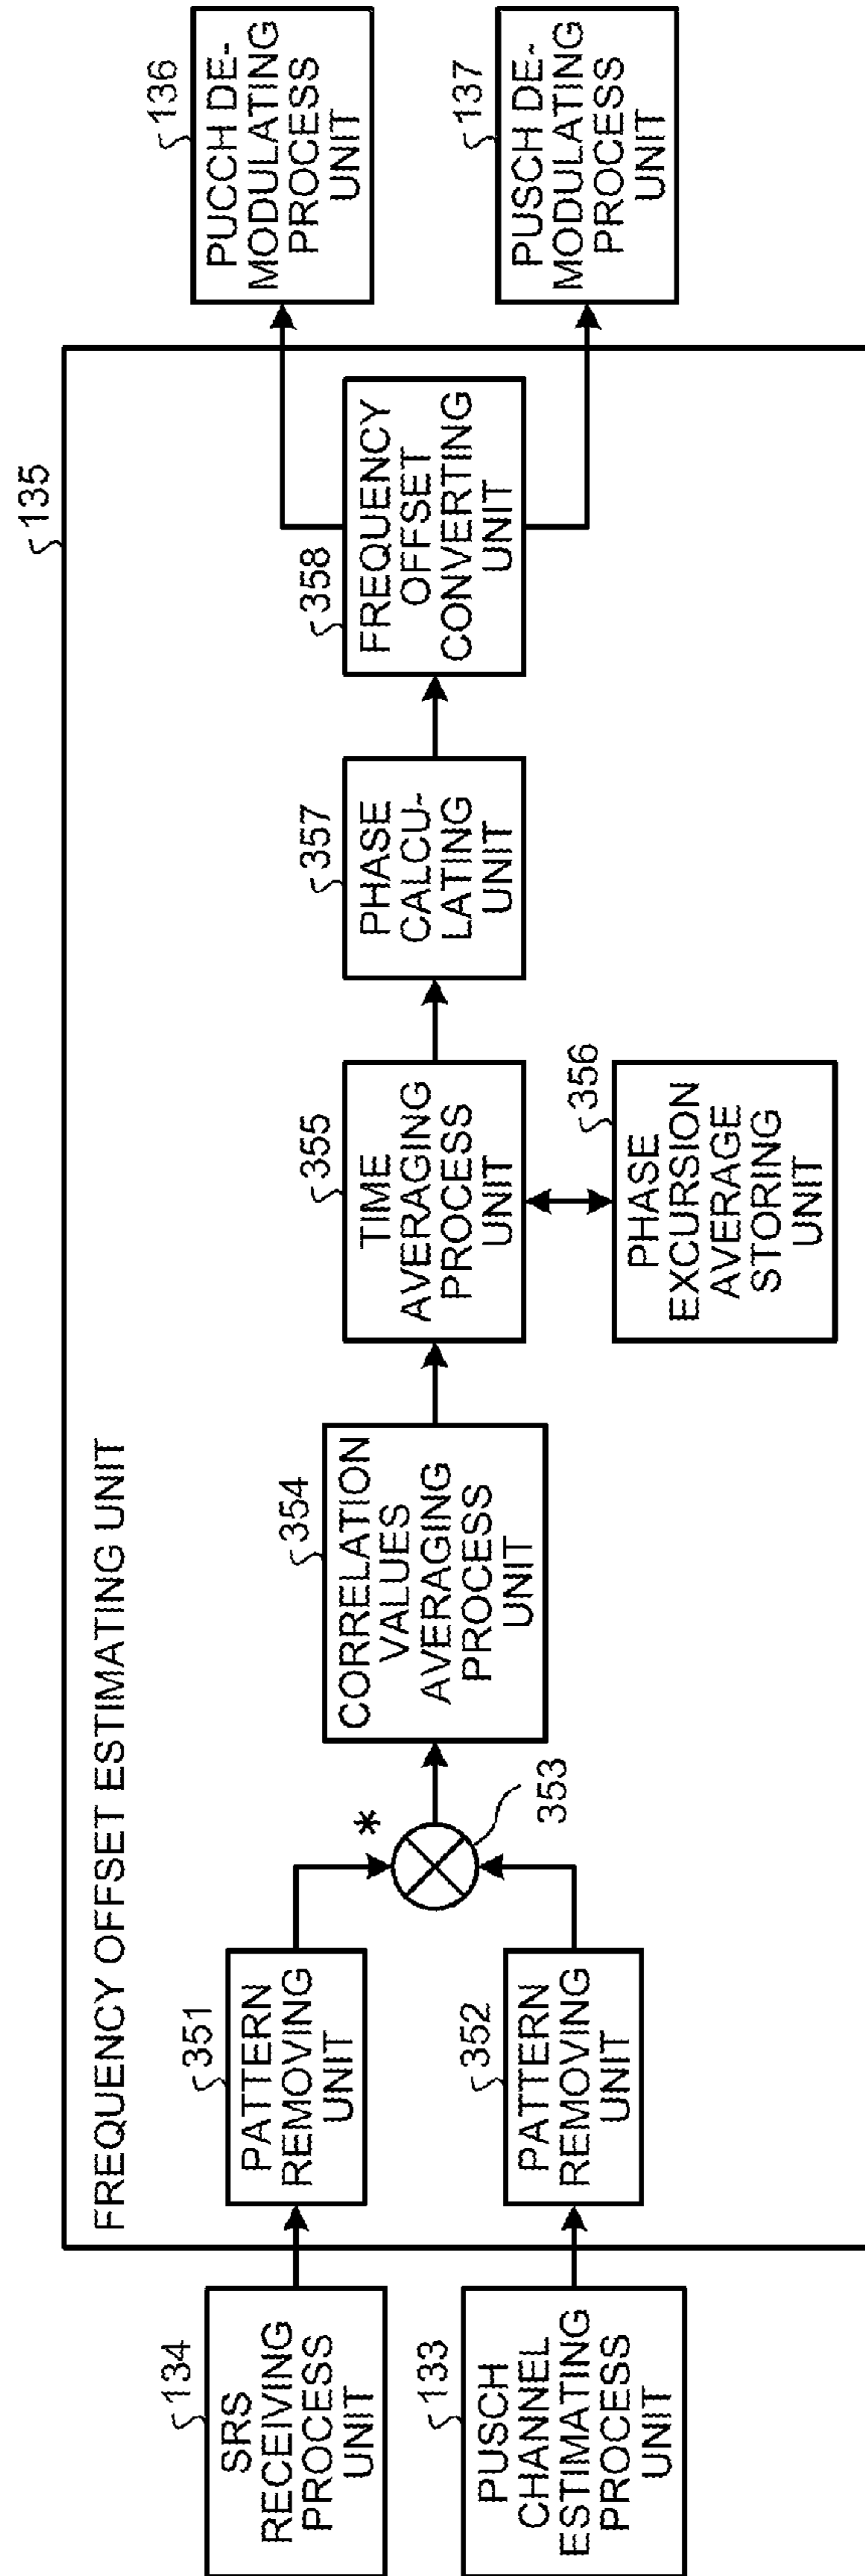 FREQUENCY OFFSET ESTIMATING UNIT
135
134
SRS
RECEIVING
PROCESS
UNIT
133
PUSCH
CHANNEL
ESTIMATING
PROCESS
UNIT
351
PATTERN
REMOVING
UNIT
352
PATTERN
REMOVING
UNIT
*
353
354
CORRELATION
VALUES
AVERAGING
PROCESS
UNIT
355
TIME
AVERAGING
PROCESS
UNIT
356
PHASE
EXCURSION
AVERAGE
STORING
UNIT
357
PHASE
CALCU-
LATING
UNIT
358
FREQUENCY
OFFSET
CONVERTING
UNIT
136
PUCCH DE-
MODULATING
PROCESS
UNIT
137
PUSCH DE-
MODULATING
PROCESS
UNIT